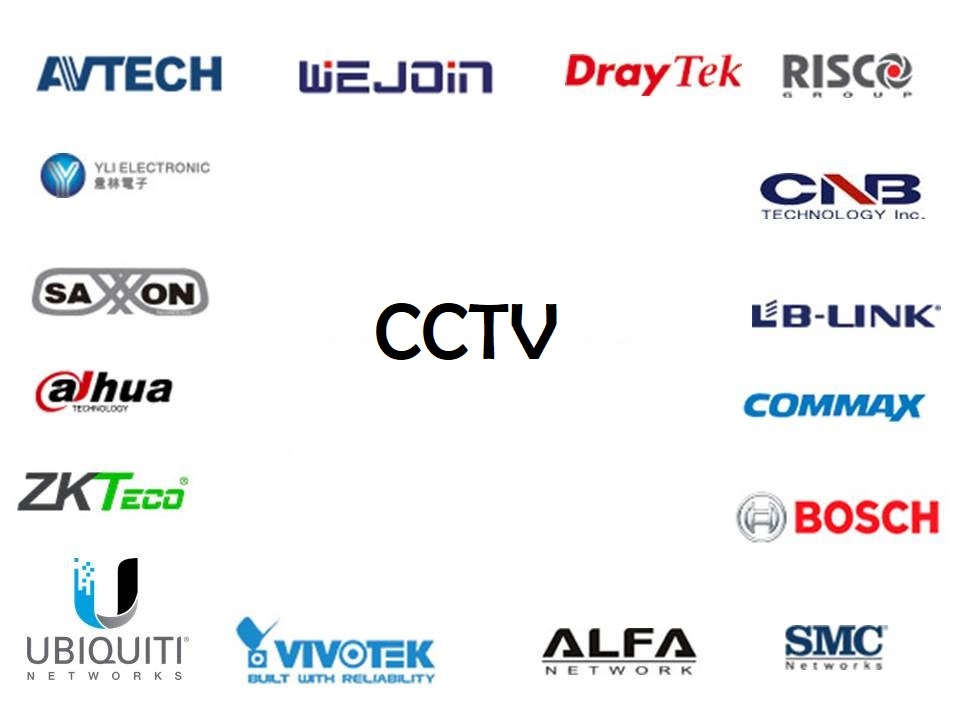 AVTECH
WEJOIN
DrayTek
RISCO
GROUP
YLI ELECTRONIC
意林電子
CNB
TECHNOLOGY Inc.
SAXXON
CCTV
LB-LINK®
alhua
TECHNOLOGY
COMMAX
ZKTECO®
BOSCH
UBIQUITI®
NETWORKS
VIVOTEK
BUILT WITH RELIABILITY
ALFA
NETWORK
SMC®
Networks